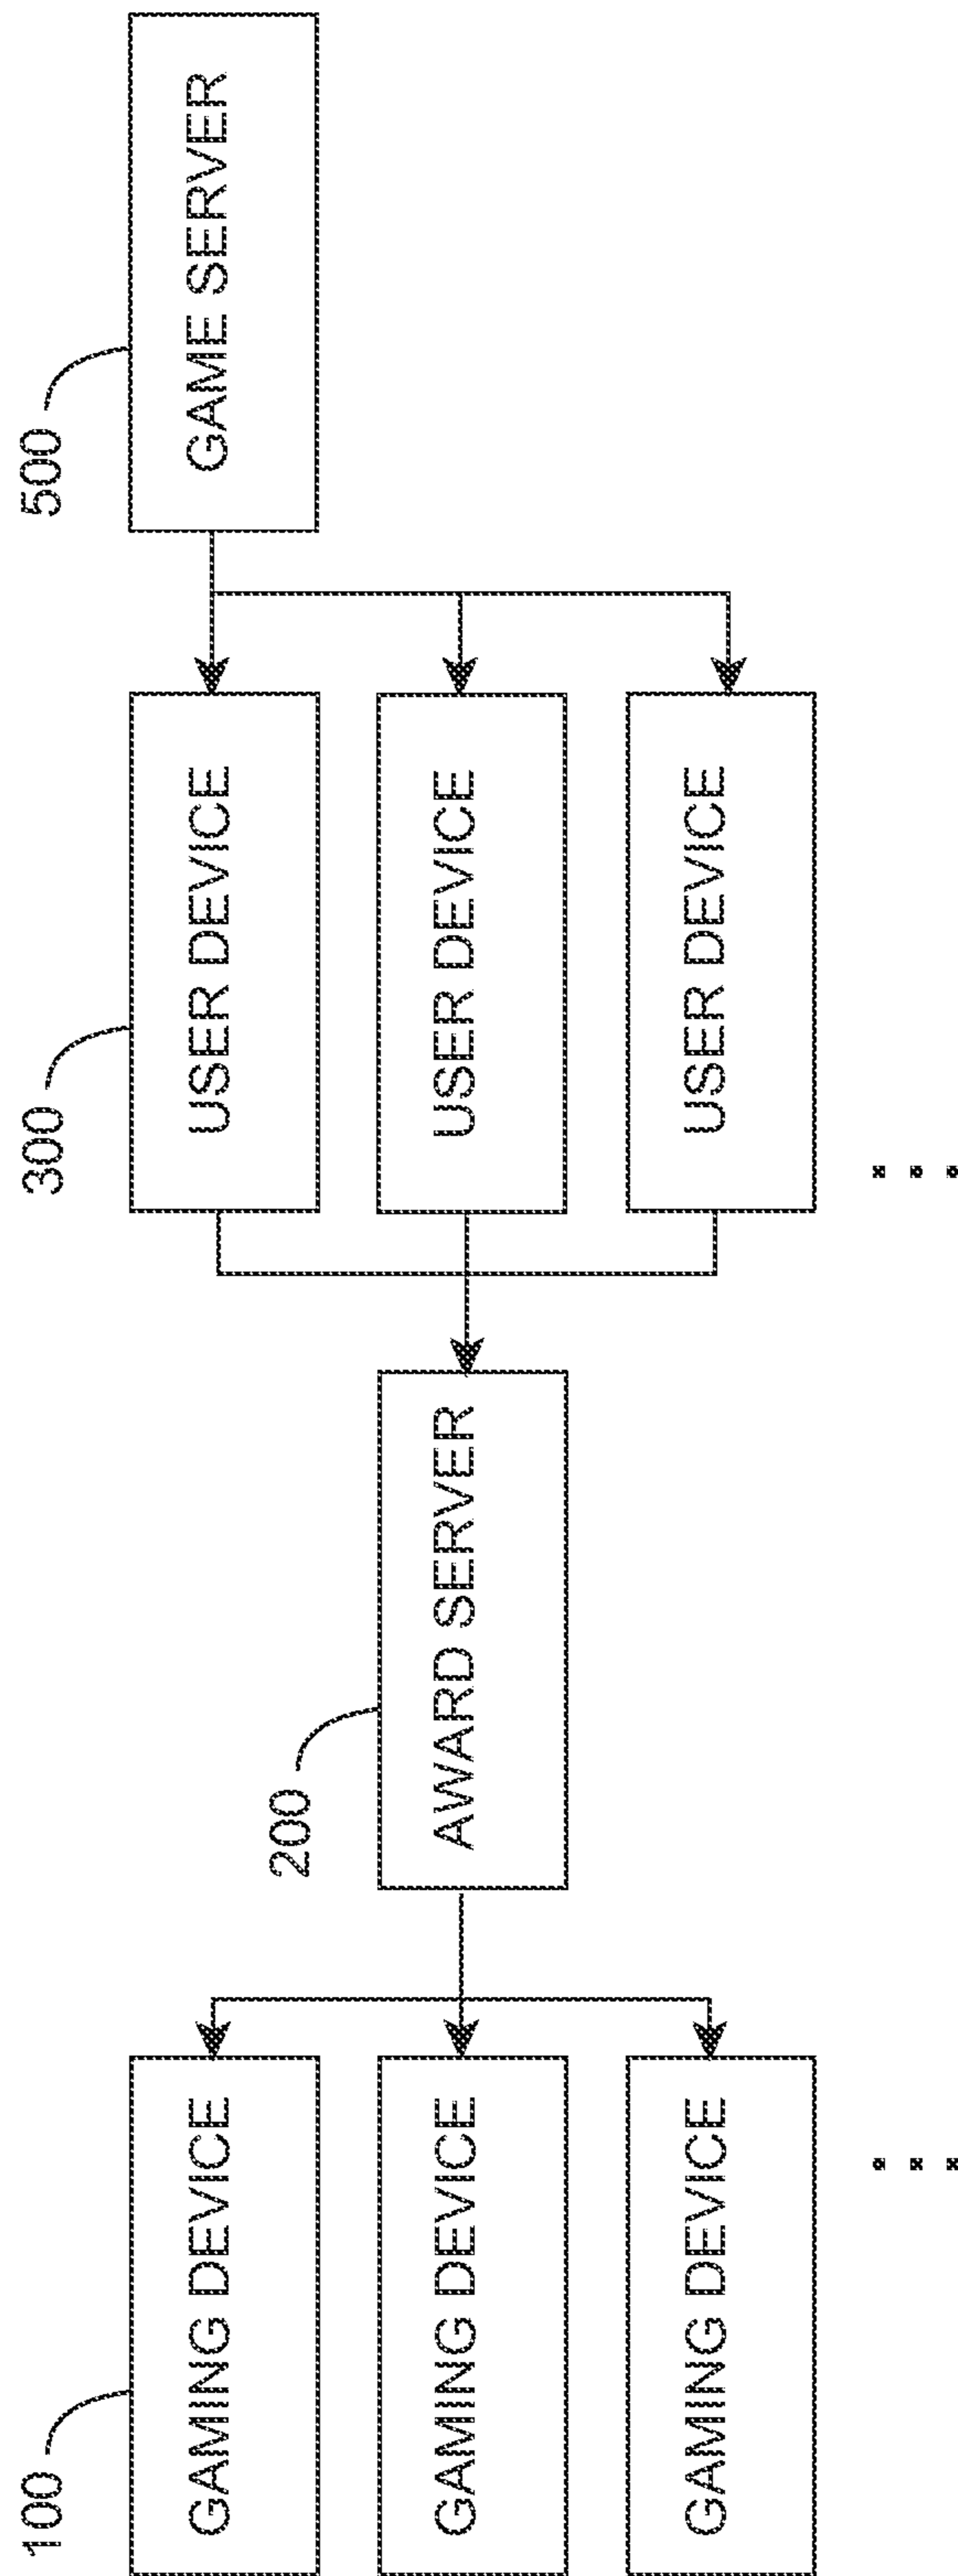 100
GAMING DEVICE
GAMING DEVICE
GAMING DEVICE
200
AWARD SERVER
300
USER DEVICE
USER DEVICE
USER DEVICE
500
GAME SERVER